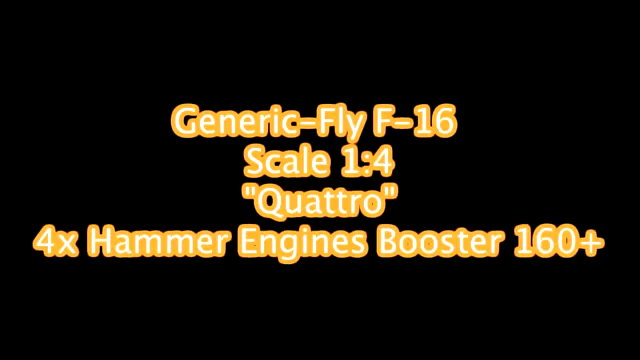 Generic-Fly F-16
Scale 1:4
"Quattro"
4x Hammer Engines Booster 160+